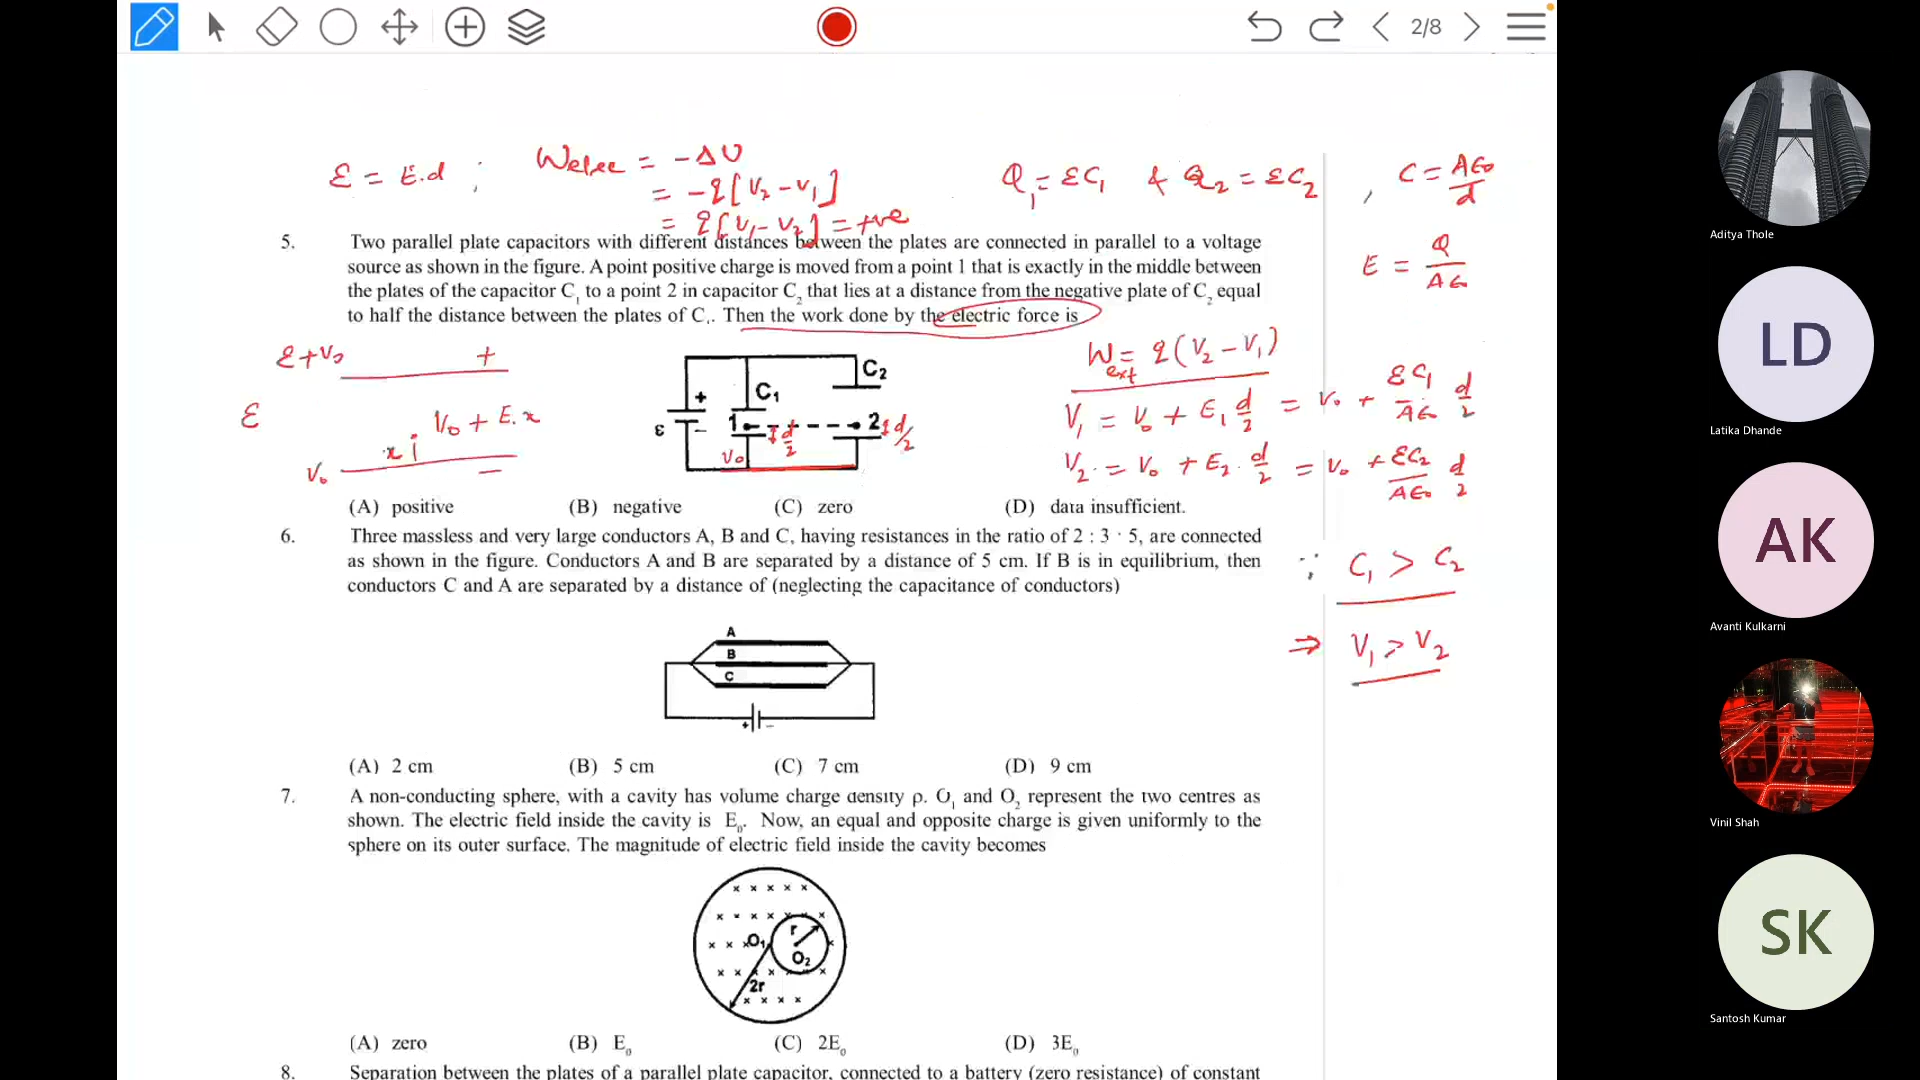 2/8
Ɛ = E.d ;
Welec = -ΔU
= -q[V₂ - V₁]
= q[V₁ - V₂] = +ve
Q₁ = ƐC₁ & Q₂ = ƐC₂ , C = Aϵ₀/d
E = Q/Aϵ₀
5. Two parallel plate capacitors with different distances between the plates are connected in parallel to a voltage
source as shown in the figure. A point positive charge is moved from a point 1 that is exactly in the middle between
the plates of the capacitor C₁ to a point 2 in capacitor C₂ that lies at a distance from the negative plate of C₂ equal
to half the distance between the plates of C₁. Then the work done by the electric force is
Ɛ+V₀ +
Ɛ
V₀ + E.x
x
V₀ −
+
C₁
C₂
ε −
1 2
d/2 d/2
V₀
W_ext = q(V₂ - V₁)
V₁ = V₀ + E₁ d/2 = V₀ + ƐC₁/Aϵ₀ d/2
V₂ = V₀ + E₂ . d/2 = V₀ + ƐC₂/Aϵ₀ d/2
(A) positive (B) negative (C) zero (D) data insufficient.
∵ C₁ > C₂
⇒ V₁ > V₂
6. Three massless and very large conductors A, B and C, having resistances in the ratio of 2 : 3 : 5, are connected
as shown in the figure. Conductors A and B are separated by a distance of 5 cm. If B is in equilibrium, then
conductors C and A are separated by a distance of (neglecting the capacitance of conductors)
A
B
C
+ −
(A) 2 cm (B) 5 cm (C) 7 cm (D) 9 cm
7. A non-conducting sphere, with a cavity has volume charge density ρ. O₁ and O₂ represent the two centres as
shown. The electric field inside the cavity is E₀. Now, an equal and opposite charge is given uniformly to the
sphere on its outer surface. The magnitude of electric field inside the cavity becomes
r
O₁
O₂
2r
(A) zero (B) E₀ (C) 2E₀ (D) 3E₀
8. Separation between the plates of a parallel plate capacitor, connected to a battery (zero resistance) of constant
Aditya Thole
LD
Latika Dhande
AK
Avanti Kulkarni
Vinil Shah
SK
Santosh Kumar